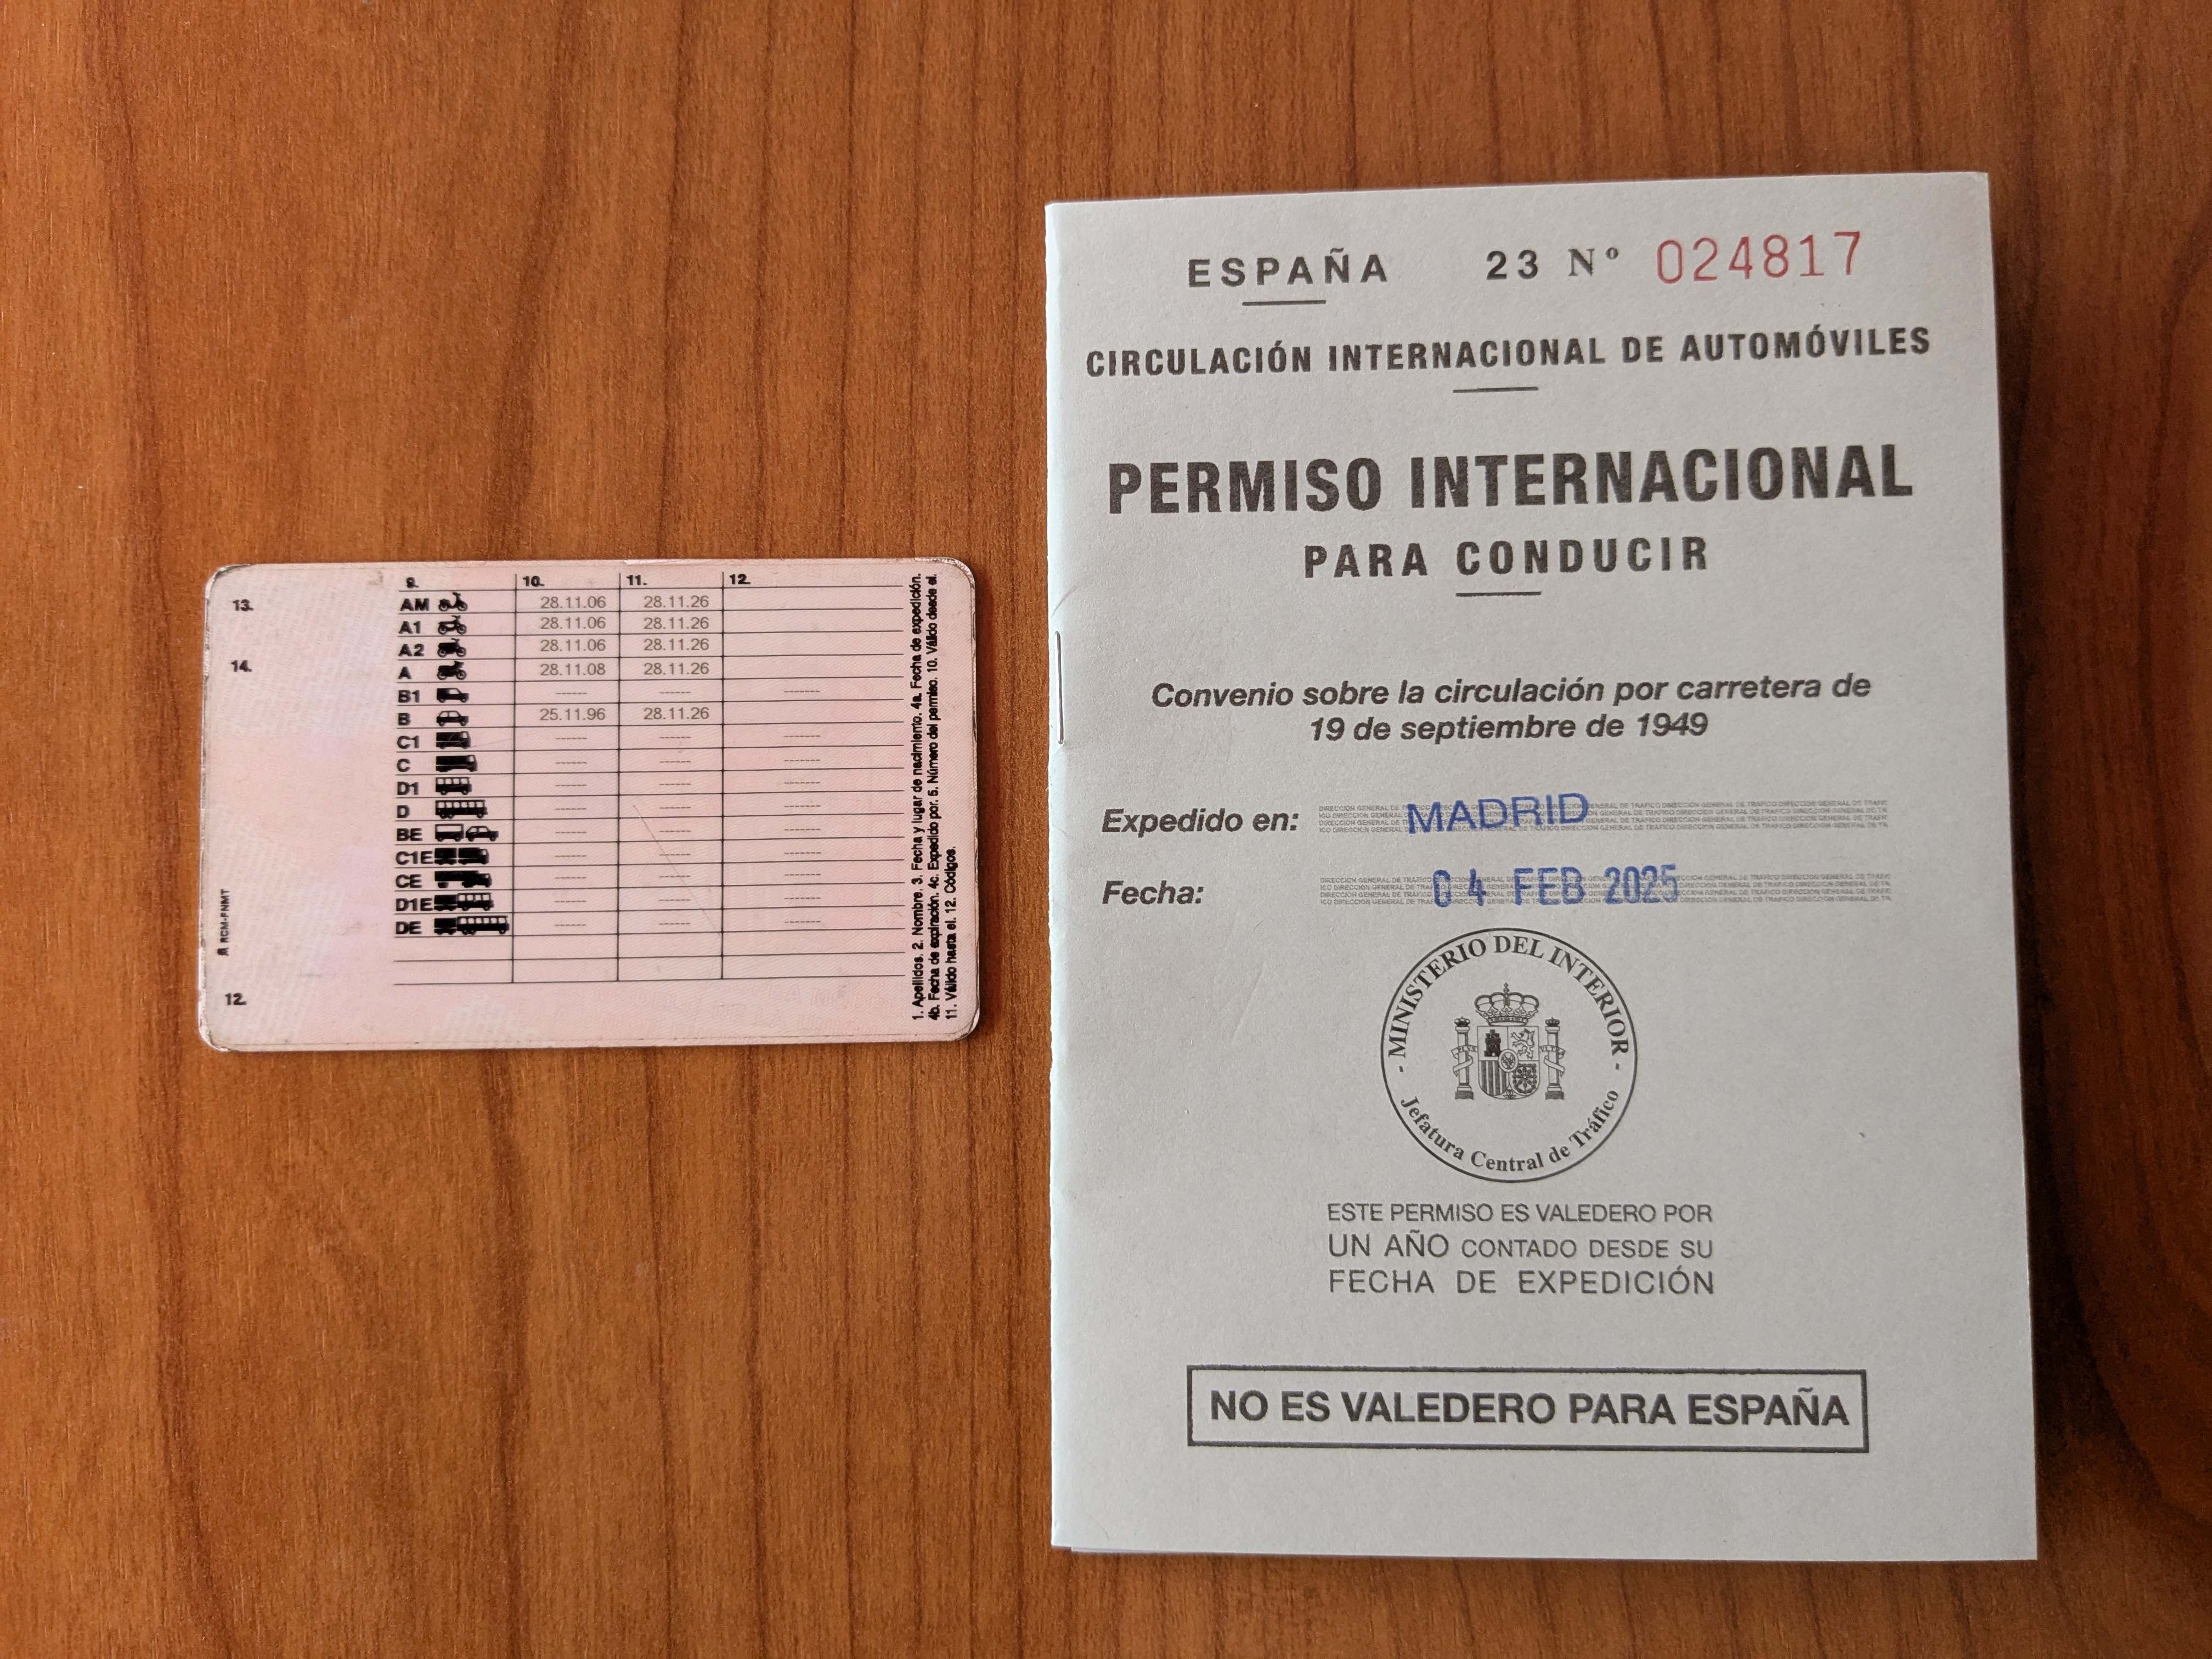 13.
14.
12.
RCM-FNMT
9. 10. 11. 12.
AM 28.11.06 28.11.26
A1 28.11.06 28.11.26
A2 28.11.06 28.11.26
A 28.11.08 28.11.26
B1 ------ ------ ------
B 25.11.96 28.11.26
C1 ------ ------ ------
C ------ ------ ------
D1 ------ ------ ------
D ------ ------ ------
BE ------ ------ ------
C1E ------ ------ ------
CE ------ ------ ------
D1E ------ ------ ------
DE ------ ------ ------
1. Apellidos. 2. Nombre. 3. Fecha y lugar de nacimiento. 4a. Fecha de expedición.
4b. Fecha de expiración. 4c. Expedido por. 5. Número del permiso. 10. Válido desde el.
11. Válido hasta el. 12. Códigos.
ESPAÑA 23 Nº 024817
CIRCULACIÓN INTERNACIONAL DE AUTOMÓVILES
PERMISO INTERNACIONAL
PARA CONDUCIR
Convenio sobre la circulación por carretera de
19 de septiembre de 1949
Expedido en: MADRID
Fecha: 04 FEB 2025
MINISTERIO DEL INTERIOR
Jefatura Central de Tráfico
ESTE PERMISO ES VALEDERO POR
UN AÑO CONTADO DESDE SU
FECHA DE EXPEDICIÓN
NO ES VALEDERO PARA ESPAÑA